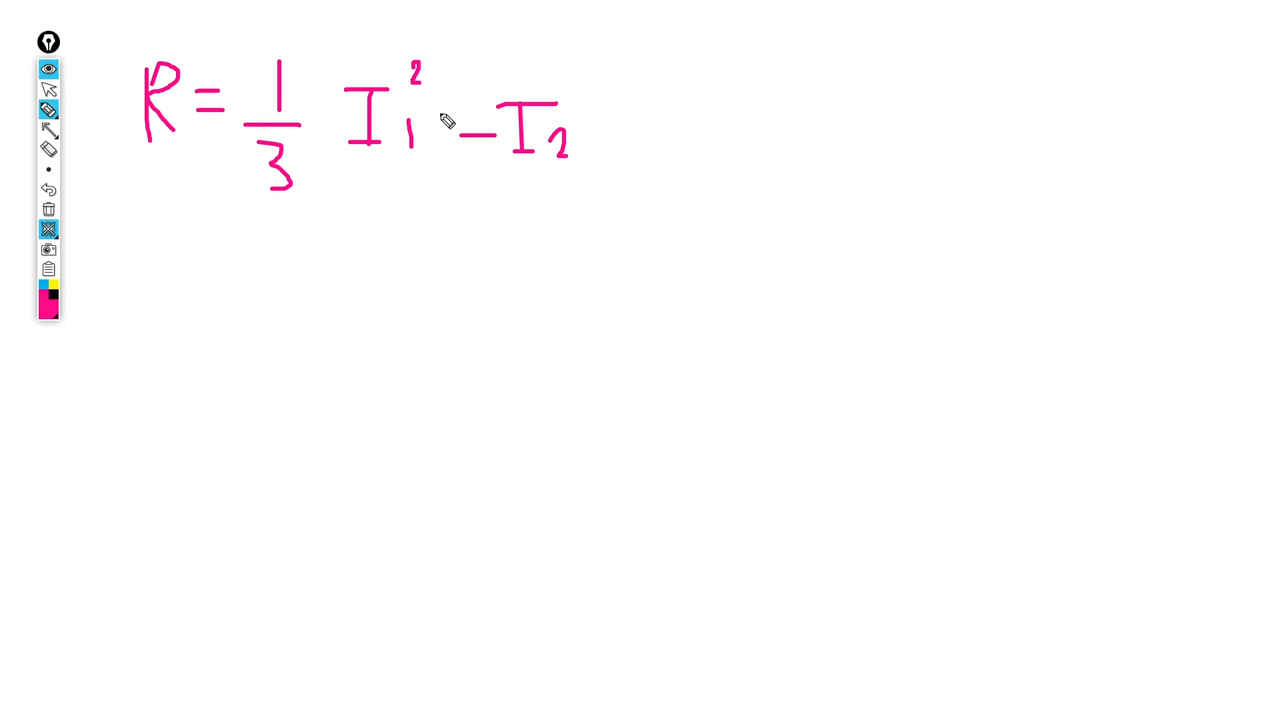 R = 1/3 I₁² - I₂